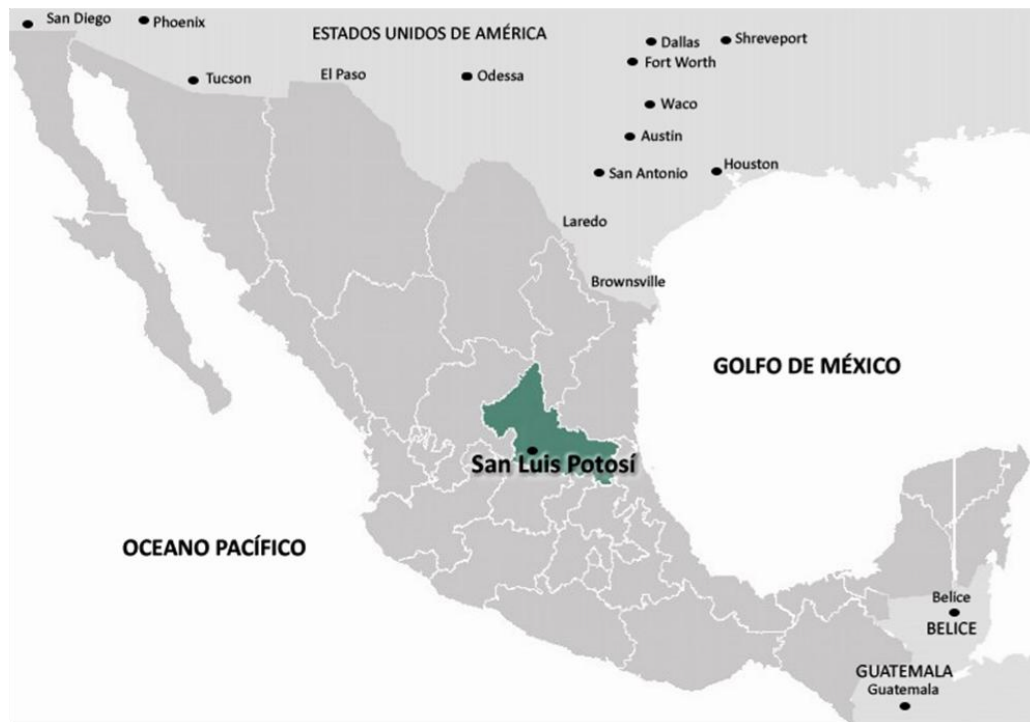 San Diego
Phoenix
ESTADOS UNIDOS DE AMÉRICA
Dallas
Shreveport
Fort Worth
Tucson
El Paso
Odessa
Waco
Austin
San Antonio
Houston
Laredo
Brownsville
GOLFO DE MÉXICO
San Luis Potosí
OCEANO PACÍFICO
Belice
BELICE
GUATEMALA
Guatemala